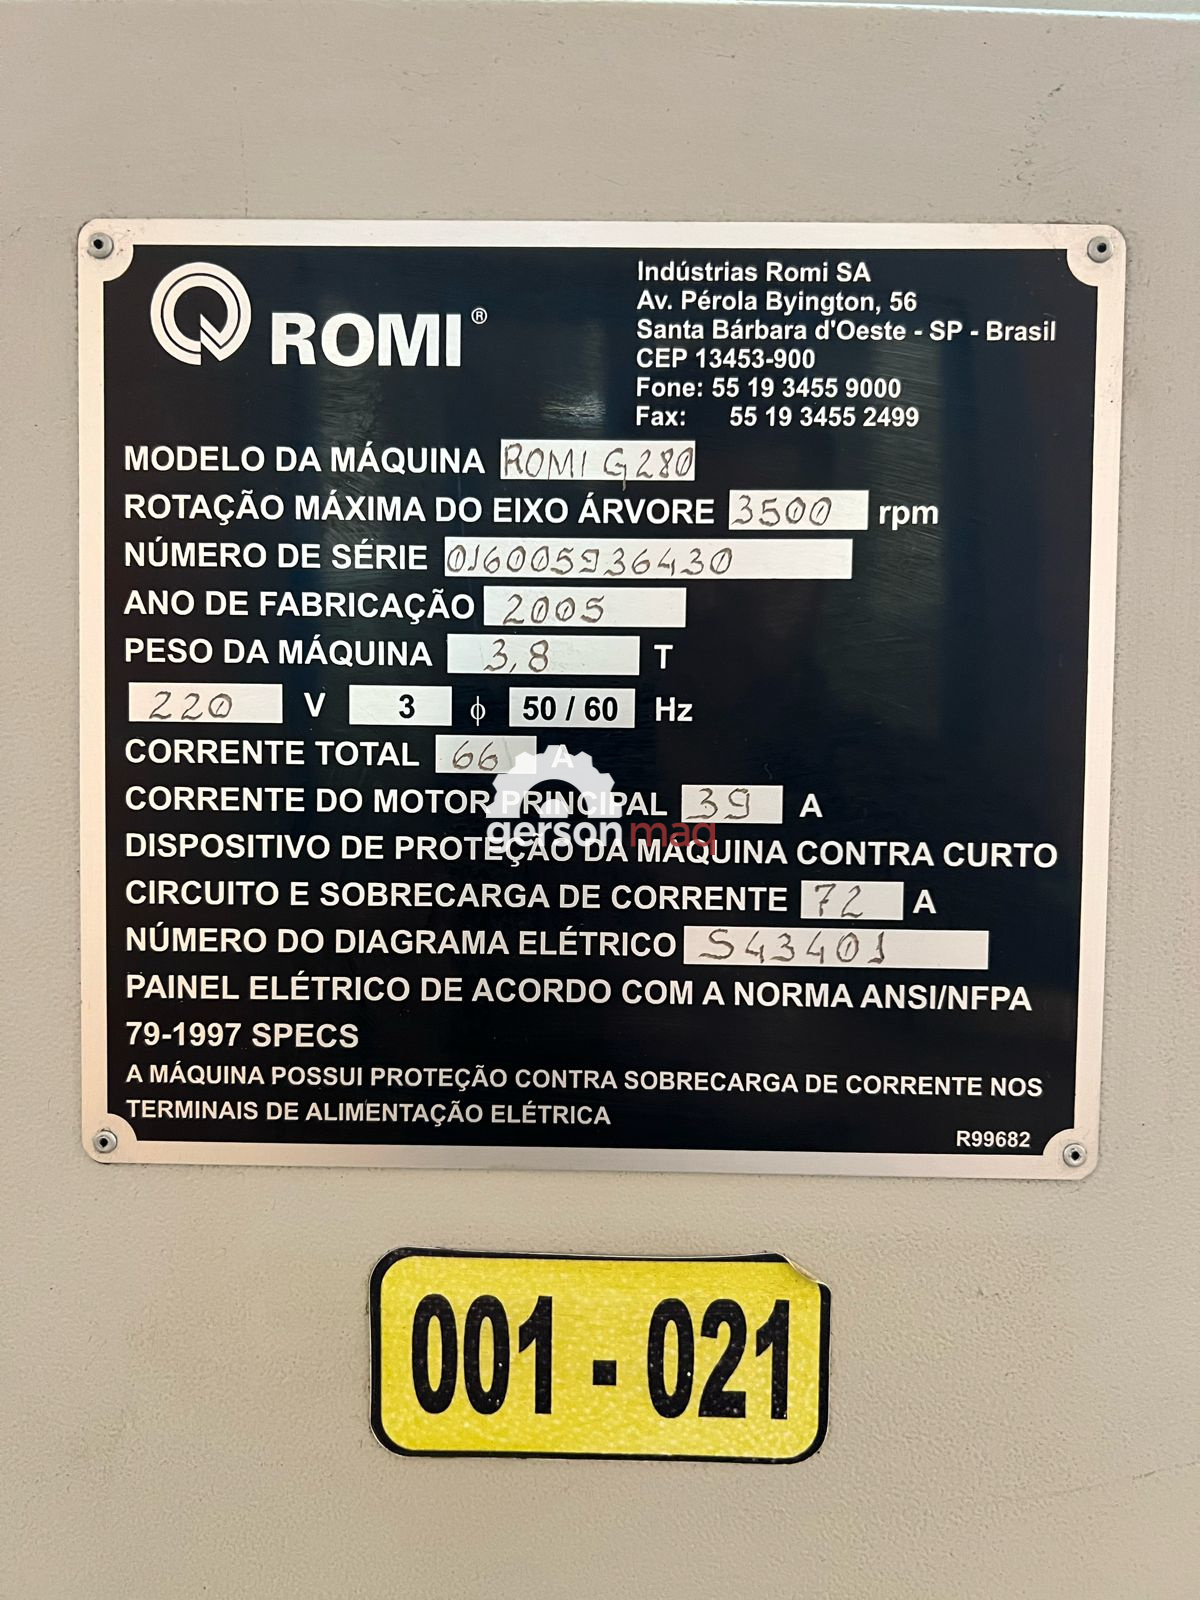 ROMI®
Indústrias Romi SA
Av. Pérola Byington, 56
Santa Bárbara d'Oeste - SP - Brasil
CEP 13453-900
Fone: 55 19 3455 9000
Fax: 55 19 3455 2499
MODELO DA MÁQUINA ROMI G280
ROTAÇÃO MÁXIMA DO EIXO ÁRVORE 3500 rpm
NÚMERO DE SÉRIE 016005936430
ANO DE FABRICAÇÃO 2005
PESO DA MÁQUINA 3,8 T
220 V 3 ϕ 50 / 60 Hz
CORRENTE TOTAL 66 A
CORRENTE DO MOTOR PRINCIPAL 39 A
gersonmaq
DISPOSITIVO DE PROTEÇÃO DA MÁQUINA CONTRA CURTO
CIRCUITO E SOBRECARGA DE CORRENTE 72 A
NÚMERO DO DIAGRAMA ELÉTRICO S43401
PAINEL ELÉTRICO DE ACORDO COM A NORMA ANSI/NFPA
79-1997 SPECS
A MÁQUINA POSSUI PROTEÇÃO CONTRA SOBRECARGA DE CORRENTE NOS
TERMINAIS DE ALIMENTAÇÃO ELÉTRICA
R99682
001 - 021